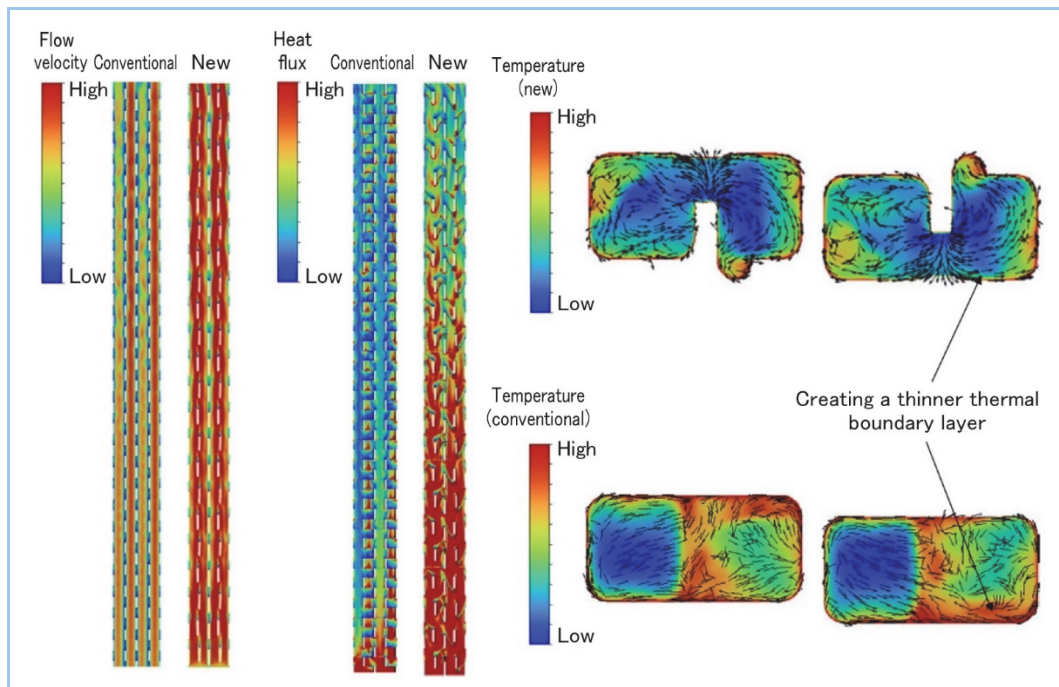 Flow
velocity
Conventional
New
High
Low
Heat
flux
Conventional
New
High
Low
Temperature
(new)
High
Low
Creating a thinner thermal
boundary layer
Temperature
(conventional)
High
Low